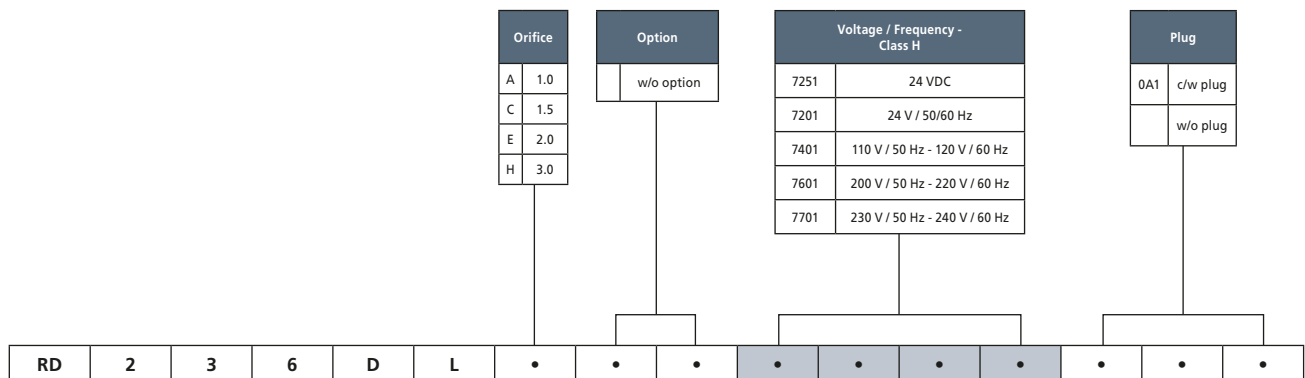 Orifice
A 1.0
C 1.5
E 2.0
H 3.0
Option
w/o option
Voltage / Frequency -
Class H
7251 24 VDC
7201 24 V / 50/60 Hz
7401 110 V / 50 Hz - 120 V / 60 Hz
7601 200 V / 50 Hz - 220 V / 60 Hz
7701 230 V / 50 Hz - 240 V / 60 Hz
Plug
0A1 c/w plug
w/o plug
RD 2 3 6 D L • • • • • • • • • •